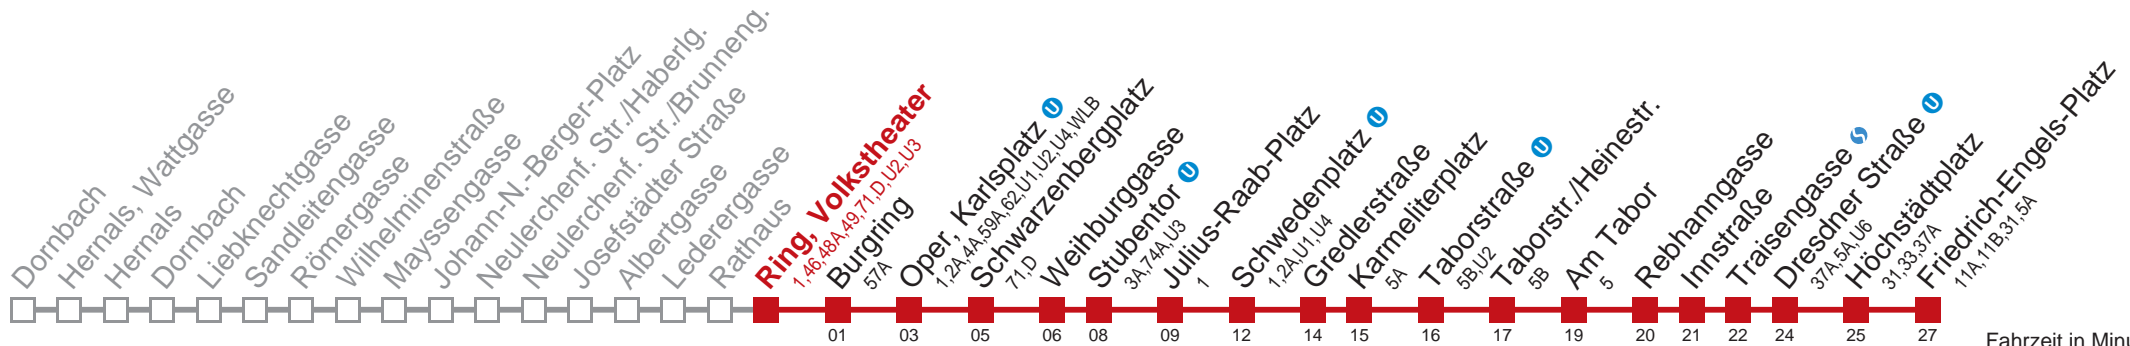 Dornbach
Hernals, Wattgasse
Hernals
Dornbach
Liebknechtgasse
Sandleitengasse
Römergasse
Wilhelminenstraße
Mayssengasse
Johann-N.-Berger-Platz
Neulerchenf. Str./Haberlg.
Neulerchenf. Str./Brunneng.
Josefstädter Straße
Albertgasse
Lederergasse
Rathaus
Ring, Volkstheater
1,46,48A,49,71,D,U2,U3
Burgring
57A
Oper, Karlsplatz U
1,2A,4A,59A,62,U1,U2,U4,WLB
Schwarzenbergplatz
71,D
Weihburggasse
Stubentor U
3A,74A,U3
Julius-Raab-Platz
1
Schwedenplatz U
1,2A,U1,U4
Gredlerstraße
Karmeliterplatz
5A
Taborstraße U
5B,U2
Taborstr./Heinestr.
5B
Am Tabor
5
Rebhanngasse
Innstraße
Traisengasse S
Dresdner Straße U
37A,5A,U6
Höchstädtplatz
31,33,37A
Friedrich-Engels-Platz
11A,11B,31,5A
01 03 05 06 08 09 12 14 15 16 17 19 20 21 22 24 25 27
Fahrzeit in Minu